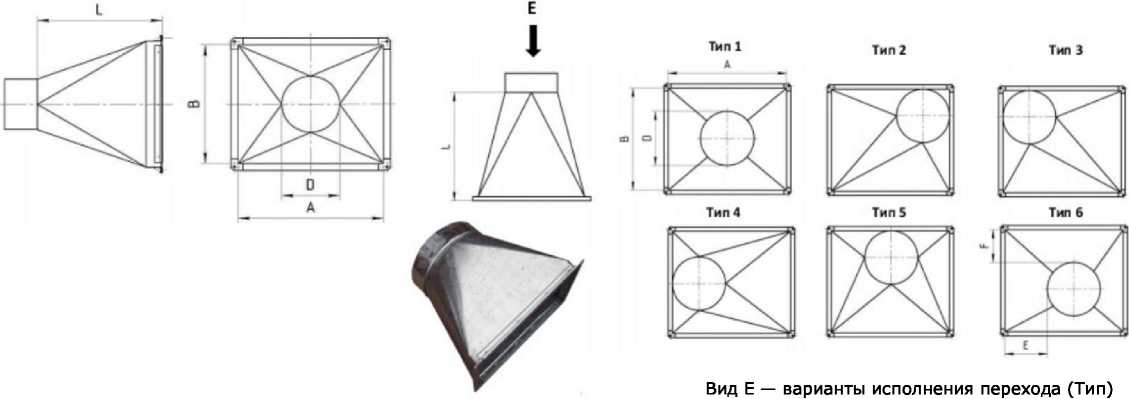 L
B
D
A
E
L
Тип 1
A
B
D
Тип 2
Тип 3
Тип 4
Тип 5
Тип 6
F
E
Вид Е — варианты исполнения перехода (Тип)